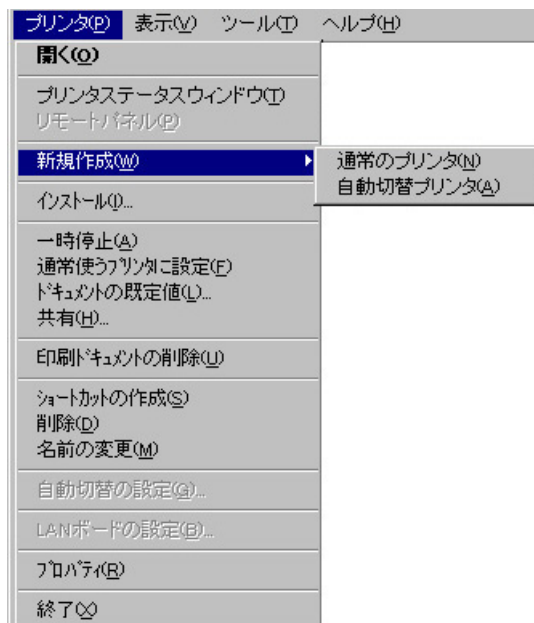 プリンタ(P) 表示(V) ツール(T) ヘルプ(H)
開く(O)
プリンタステータスウィンドウ(T)
リモートパネル(P)
新規作成(W)
通常のプリンタ(N)
自動切替プリンタ(A)
インストール(I)...
一時停止(A)
通常使うプリンタに設定(F)
ドキュメントの既定値(L)...
共有(H)...
印刷ドキュメントの削除(U)
ショートカットの作成(S)
削除(D)
名前の変更(M)
自動切替の設定(G)...
LANボードの設定(B)...
プロパティ(R)
終了(X)